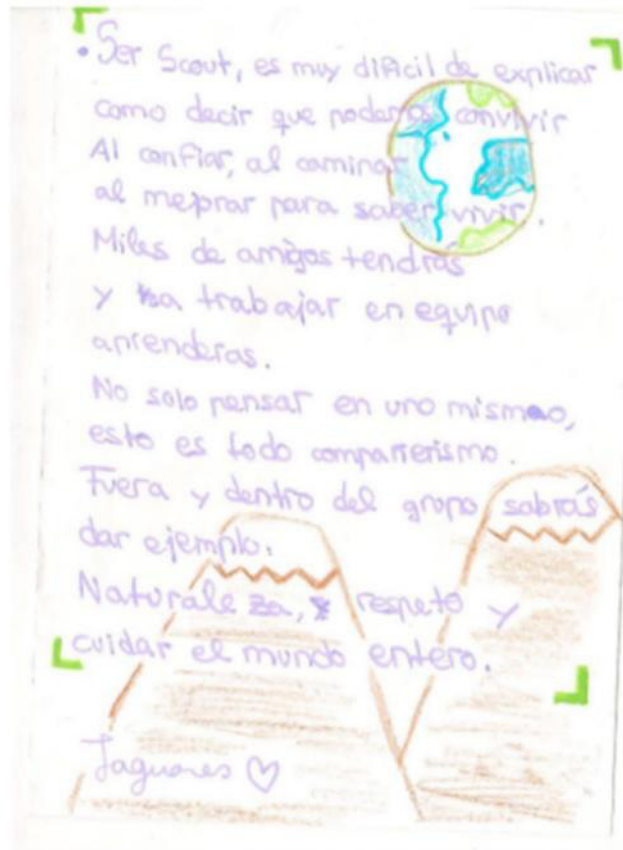 • Ser Scout, es muy dificil de explicar
como decir que podamos convivir
Al confiar, al caminar
al mejorar para saber vivir.
Miles de amigos tendrás
y a trabajar en equipo
aprenderas.
No solo pensar en uno mismo,
esto es todo compañerismo.
Fuera y dentro del grupo sabrás
dar ejemplo.
Naturaleza, respeto y
cuidar el mundo entero.
Jaguares ♡